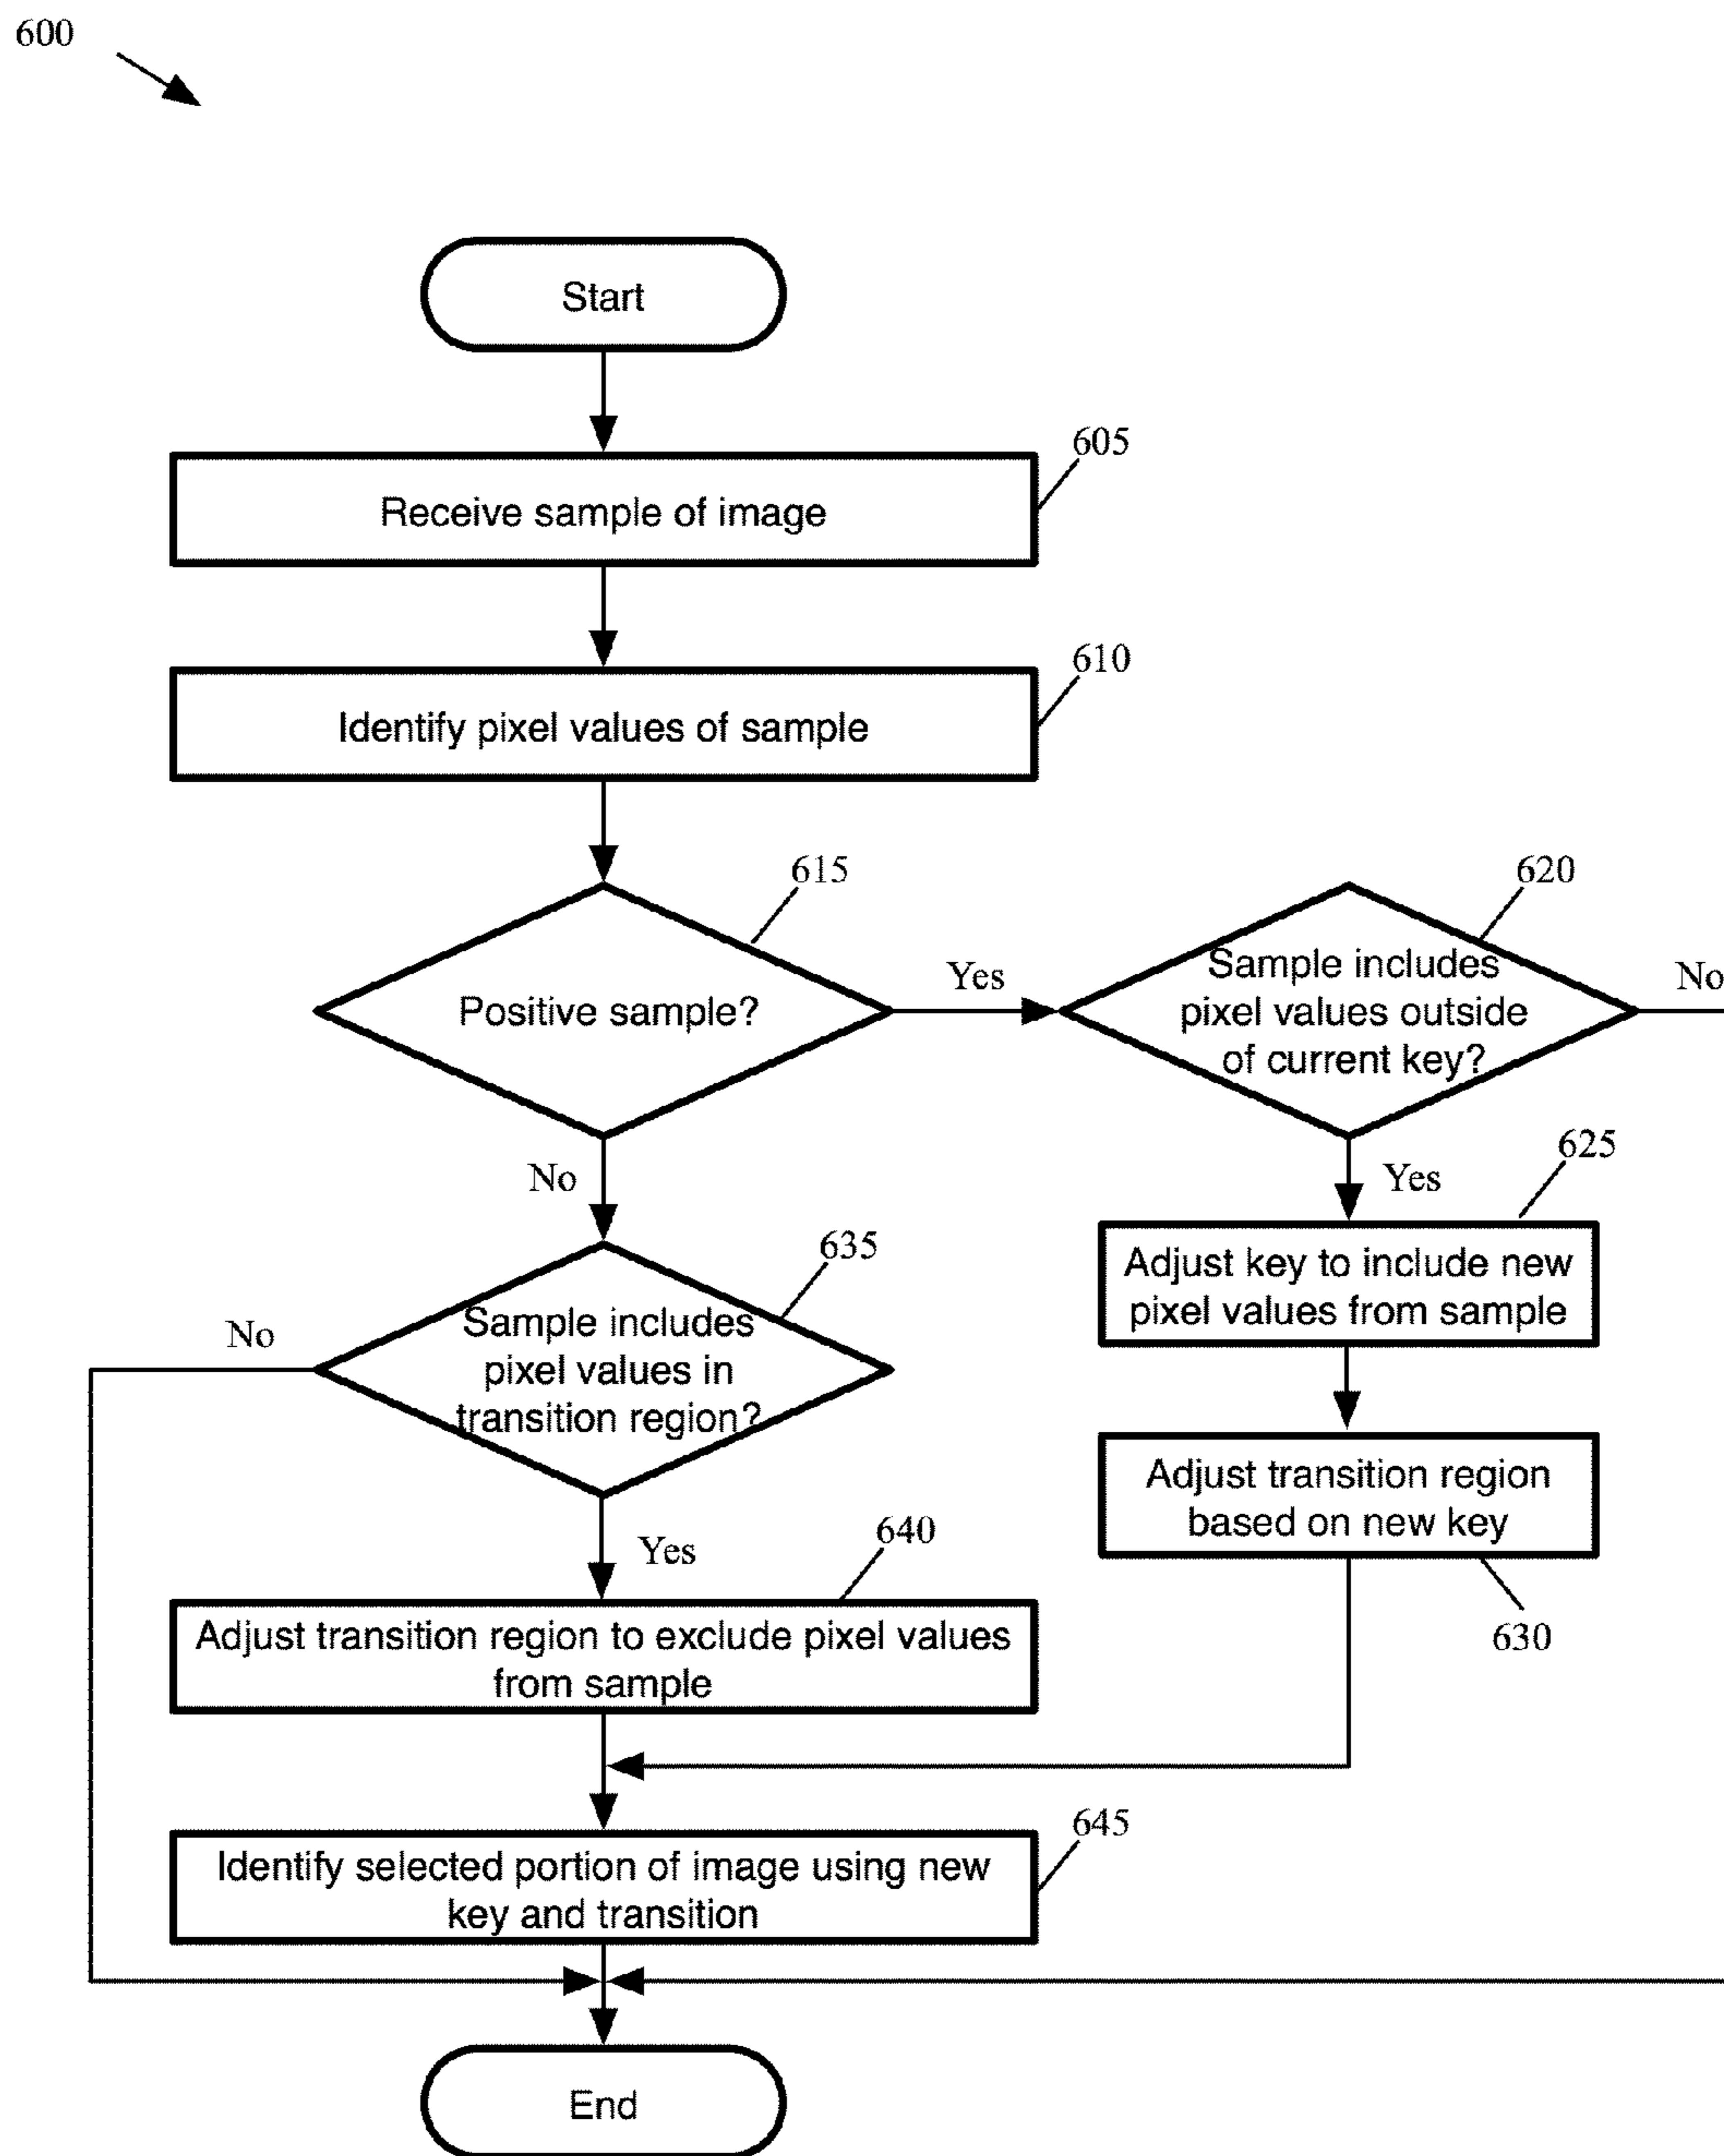 600
Start
605
Receive sample of image
610
Identify pixel values of sample
615
Positive sample?
Yes
620
Sample includes
pixel values outside
of current key?
No
No
Yes
625
Adjust key to include new
pixel values from sample
635
Sample includes
pixel values in
transition region?
No
Adjust transition region
based on new key
630
Yes
640
Adjust transition region to exclude pixel values
from sample
645
Identify selected portion of image using new
key and transition
End